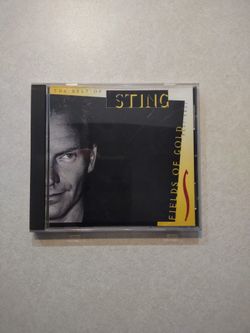 THE BEST OF
STING
FIELDS OF GOLD